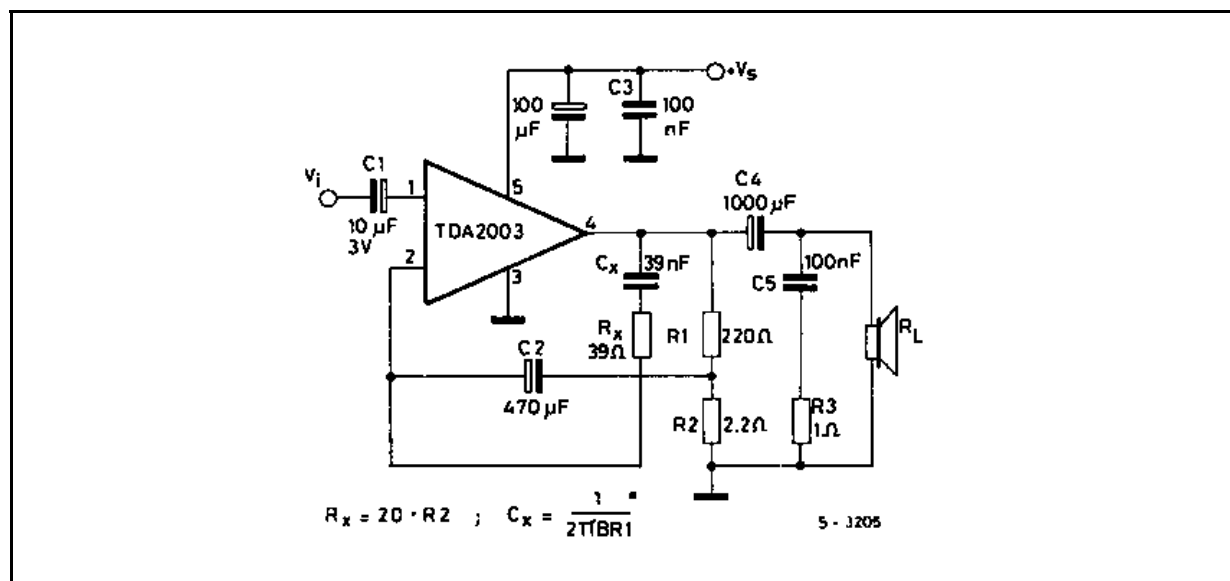 +Vs
C3
100
µF
100
nF
C1
Vi
1
5
10 µF
3V
TDA2003
4
2
3
C4
1000 µF
Cx
39nF
100nF
C5
Rx
39Ω
R1
220Ω
RL
C2
470 µF
R2
2.2Ω
R3
1Ω
Rx = 20 · R2 ; Cx = 1 / 2πBR1
5 - 3205